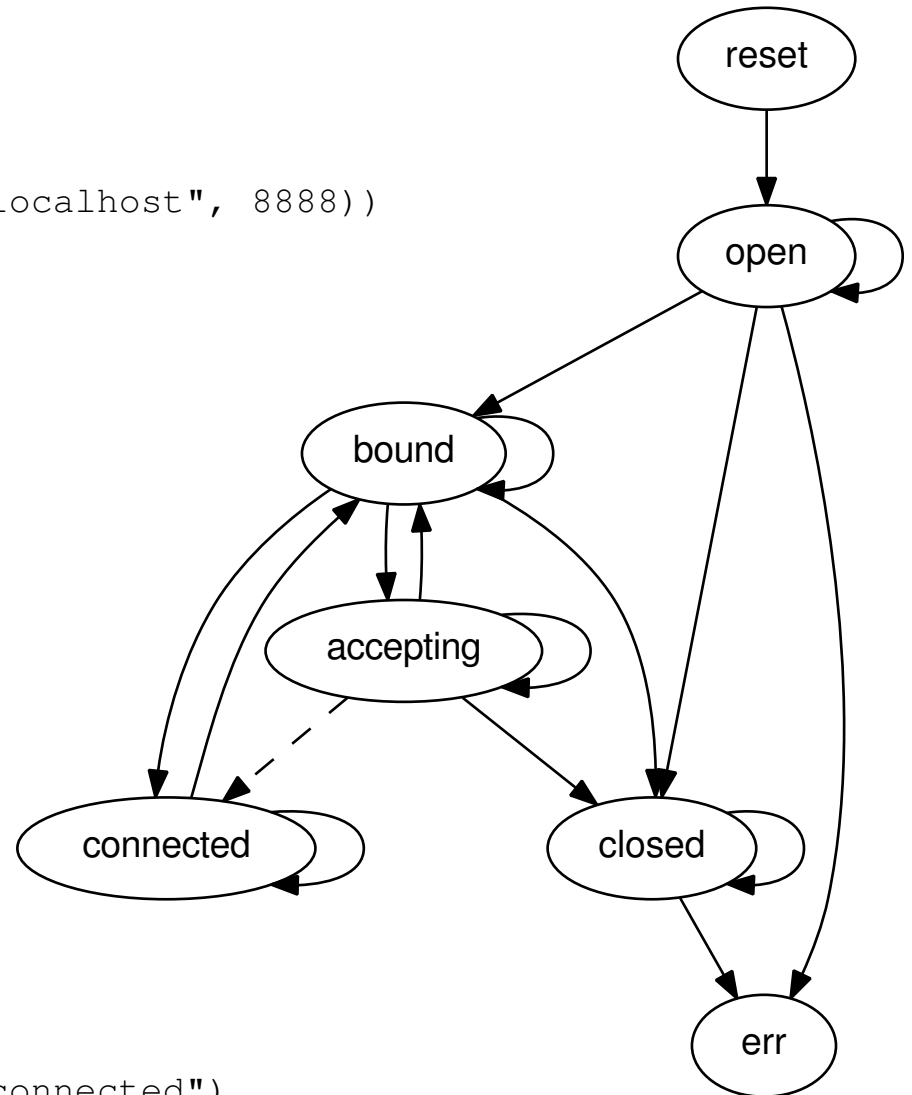 reset
localhost", 8888))
open
bound
accepting
connected
closed
err
connected")